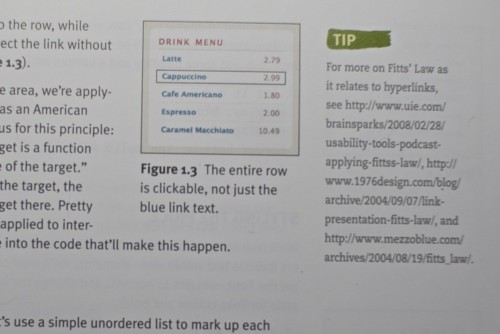 o the row, while
ect the link without
e 1.3).
e area, we're apply-
as an American
us for this principle:
get is a function
e of the target."
the target, the
get there. Pretty
applied to inter-
e into the code that'll make this happen.
's use a simple unordered list to mark up each
DRINK MENU
Latte 2.79
Cappuccino 2.99
Cafe Americano 1.80
Espresso 2.00
Caramel Macchiato 10.49
Figure 1.3 The entire row
is clickable, not just the
blue link text.
TIP
For more on Fitts' Law as
it relates to hyperlinks,
see http://www.uie.com/
brainsparks/2008/02/28/
usability-tools-podcast-
applying-fittss-law/, http://
www.1976design.com/blog/
archive/2004/09/07/link-
presentation-fitts-law/, and
http://www.mezzoblue.com/
archives/2004/08/19/fitts_law/.